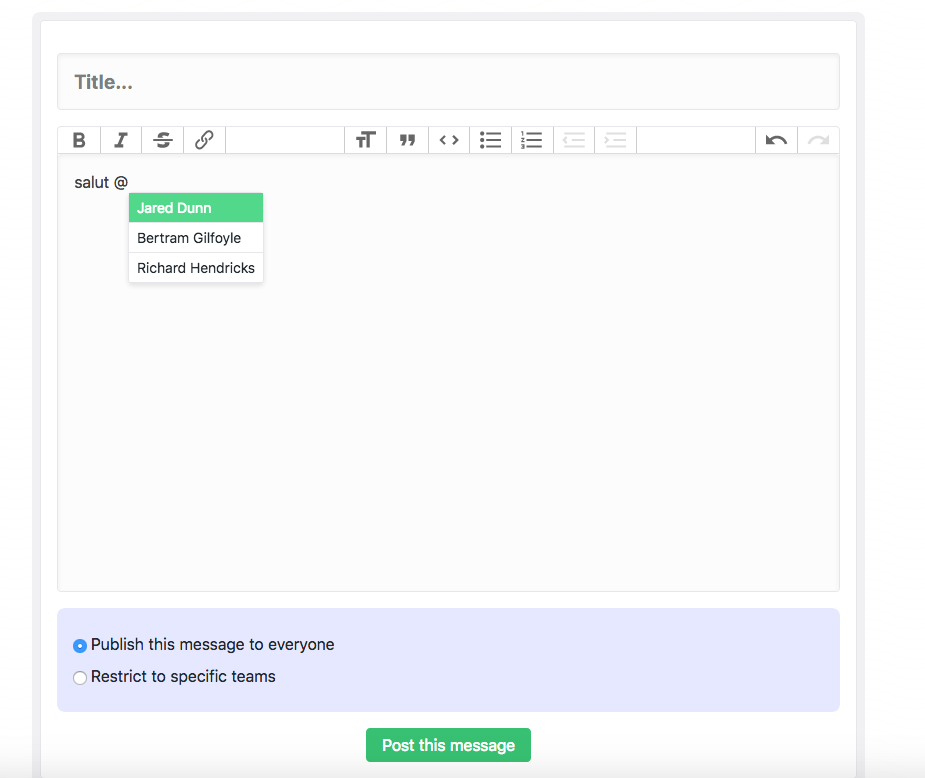 Title...
salut @
Jared Dunn
Bertram Gilfoyle
Richard Hendricks
Publish this message to everyone
Restrict to specific teams
Post this message